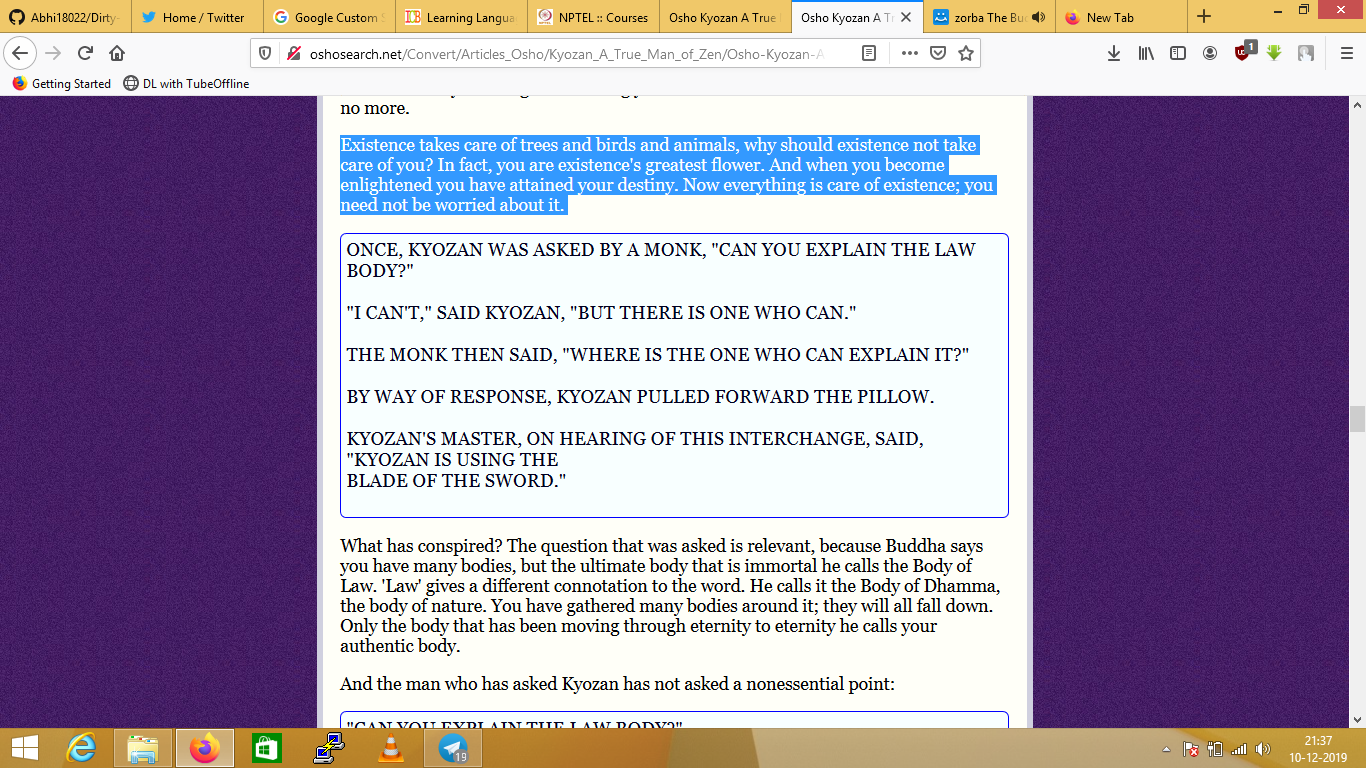 Abhi18022/Dirty-
Home / Twitter
Google Custom S
Learning Langua
NPTEL :: Courses
Osho Kyozan A True
Osho Kyozan A Tr
zorba The Bu
New Tab
oshosearch.net/Convert/Articles_Osho/Kyozan_A_True_Man_of_Zen/Osho-Kyozan-A
1
Getting Started
DL with TubeOffline
no more.
Existence takes care of trees and birds and animals, why should existence not take
care of you? In fact, you are existence's greatest flower. And when you become
enlightened you have attained your destiny. Now everything is care of existence; you
need not be worried about it.
ONCE, KYOZAN WAS ASKED BY A MONK, "CAN YOU EXPLAIN THE LAW
BODY?"
"I CAN'T," SAID KYOZAN, "BUT THERE IS ONE WHO CAN."
THE MONK THEN SAID, "WHERE IS THE ONE WHO CAN EXPLAIN IT?"
BY WAY OF RESPONSE, KYOZAN PULLED FORWARD THE PILLOW.
KYOZAN'S MASTER, ON HEARING OF THIS INTERCHANGE, SAID,
"KYOZAN IS USING THE
BLADE OF THE SWORD."
What has conspired? The question that was asked is relevant, because Buddha says
you have many bodies, but the ultimate body that is immortal he calls the Body of
Law. 'Law' gives a different connotation to the word. He calls it the Body of Dhamma,
the body of nature. You have gathered many bodies around it; they will all fall down.
Only the body that has been moving through eternity to eternity he calls your
authentic body.
And the man who has asked Kyozan has not asked a nonessential point:
"CAN YOU EXPLAIN THE LAW BODY?"
19
21:37
10-12-2019